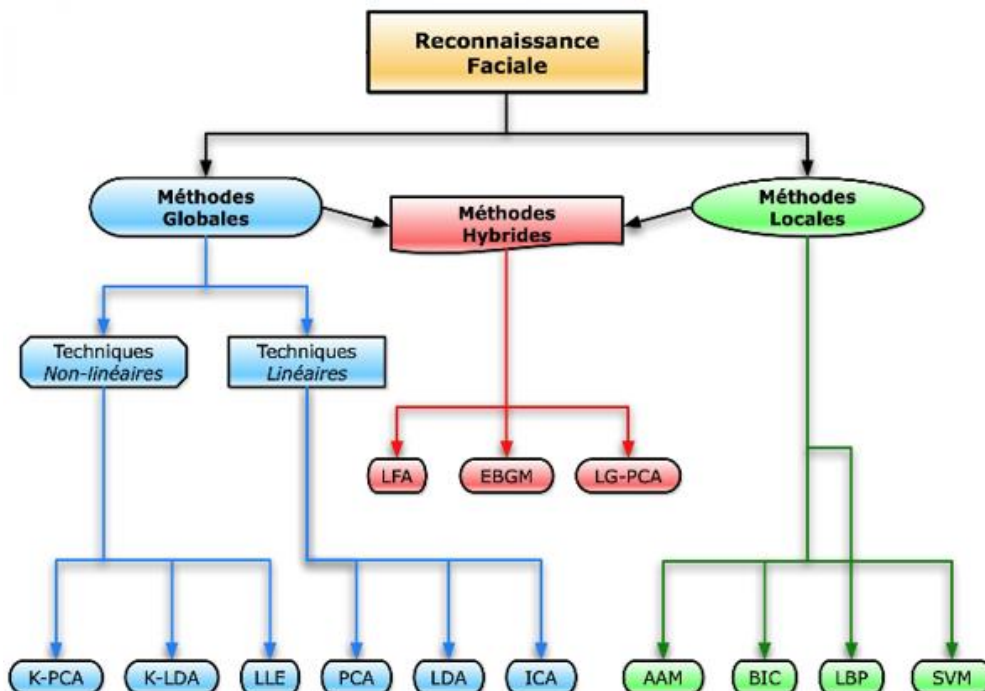 Reconnaissance
Faciale
Méthodes
Globales
Méthodes
Hybrides
Méthodes
Locales
Techniques
Non-linéaires
Techniques
Linéaires
LFA
EBGM
LG-PCA
K-PCA
K-LDA
LLE
PCA
LDA
ICA
AAM
BIC
LBP
SVM